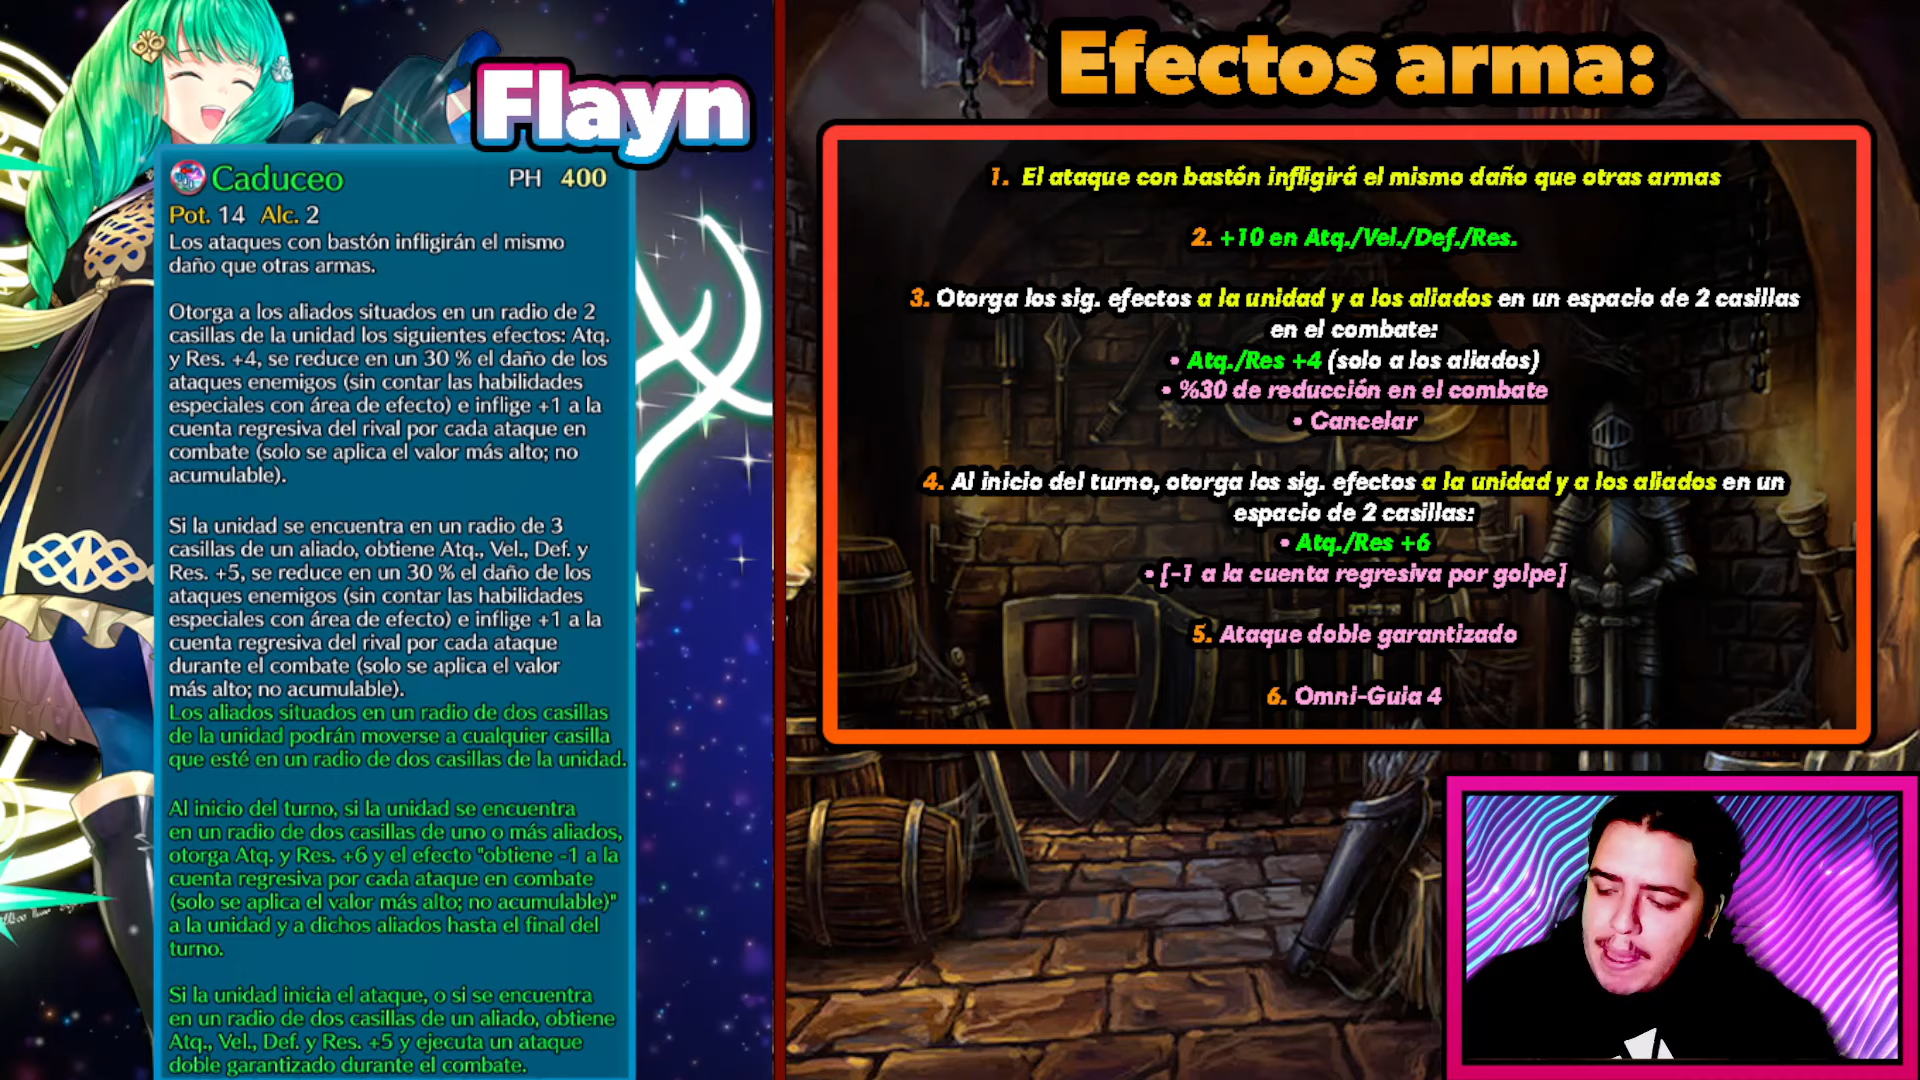 Flayn
Caduceo PH 400
Pot. 14 Alc. 2
Los ataques con bastón infligirán el mismo
daño que otras armas.
Otorga a los aliados situados en un radio de 2
casillas de la unidad los siguientes efectos: Atq.
y Res. +4, se reduce en un 30 % el daño de los
ataques enemigos (sin contar las habilidades
especiales con área de efecto) e inflige +1 a la
cuenta regresiva del rival por cada ataque en
combate (solo se aplica el valor más alto; no
acumulable).
Si la unidad se encuentra en un radio de 3
casillas de un aliado, obtiene Atq., Vel., Def. y
Res. +5, se reduce en un 30 % el daño de los
ataques enemigos (sin contar las habilidades
especiales con área de efecto) e inflige +1 a la
cuenta regresiva del rival por cada ataque
durante el combate (solo se aplica el valor
más alto; no acumulable).
Los aliados situados en un radio de dos casillas
de la unidad podrán moverse a cualquier casilla
que esté en un radio de dos casillas de la unidad.
Al inicio del turno, si la unidad se encuentra
en un radio de dos casillas de uno o más aliados,
otorga Atq. y Res. +6 y el efecto "obtiene -1 a la
cuenta regresiva por cada ataque en combate
(solo se aplica el valor más alto; no acumulable)"
a la unidad y a dichos aliados hasta el final del
turno.
Si la unidad inicia el ataque, o si se encuentra
en un radio de dos casillas de un aliado, obtiene
Atq., Vel., Def. y Res. +5 y ejecuta un ataque
doble garantizado durante el combate.
Efectos arma:
1. El ataque con bastón infligirá el mismo daño que otras armas
2. +10 en Atq./Vel./Def./Res.
3. Otorga los sig. efectos a la unidad y a los aliados en un espacio de 2 casillas
en el combate:
• Atq./Res +4 (solo a los aliados)
• %30 de reducción en el combate
• Cancelar
4. Al inicio del turno, otorga los sig. efectos a la unidad y a los aliados en un
espacio de 2 casillas:
• Atq./Res +6
• [-1 a la cuenta regresiva por golpe]
5. Ataque doble garantizado
6. Omni-Guia 4